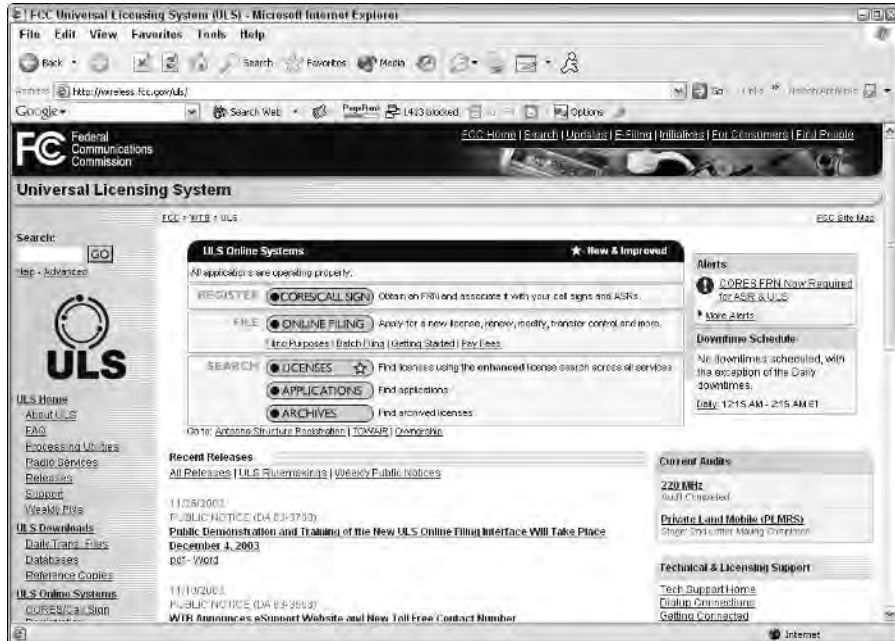 FCC Universal Licensing System (ULS) - Microsoft Internet Explorer
File Edit View Favorites Tools Help
Back Search Favorites Media
Address http://wireless.fcc.gov/uls/ Go Links
Google Search Web PageRank 1413 blocked Options
FCC Federal Communications Commission
FCC Home | Search | Updates | E-Filing | Initiatives | For Consumers | Find People
Universal Licensing System
FCC > WTB > ULS
FCC Site Map
Search:
GO
Help - Advanced
ULS
ULS Home
About ULS
FAQ
Processing Utilities
Radio Services
Releases
Support
Weekly PNs
ULS Downloads
Daily Trans. Files
Databases
Reference Copies
ULS Online Systems
CORES/Call Sign
ULS Online Systems
★- New & Improved
All applications are operating properly.
REGISTER CORES/CALL SIGN Obtain an FRN and associate it with your call signs and ASRs.
FILE ONLINE FILING Apply for a new license, renew, modify, transfer control and more.
Filing Purposes | Batch Filing | Getting Started | Pay Fees
SEARCH LICENSES Find licenses using the enhanced license search across all services
APPLICATIONS Find applications.
ARCHIVES Find archived licenses.
Go to: Antenna Structure Registration | TOWAIR | Ownership
Recent Releases
All Releases | ULS Rulemakings | Weekly Public Notices
PUBLIC NOTICE
Public Demonstration and Training of the New ULS Online Filing Interface Will Take Place
December 4, 2003
pdf - Word
11/10/2003
PUBLIC NOTICE
WTB Announces eSupport Website and New Toll Free Contact Number
Alerts
CORES FRN Now Required
for ASR & ULS
More Alerts
Downtime Schedule
No downtimes scheduled, with
the exception of the Daily
downtimes.
Daily: 12:15 AM - 2:15 AM ET
Current Audits
220 MHz
Audit Completed
Private Land Mobile (PLMRS)
Stage: 2nd Letter Mailing Completed
Technical & Licensing Support
Tech Support Home
Dialup Connections
Getting Connected
Internet